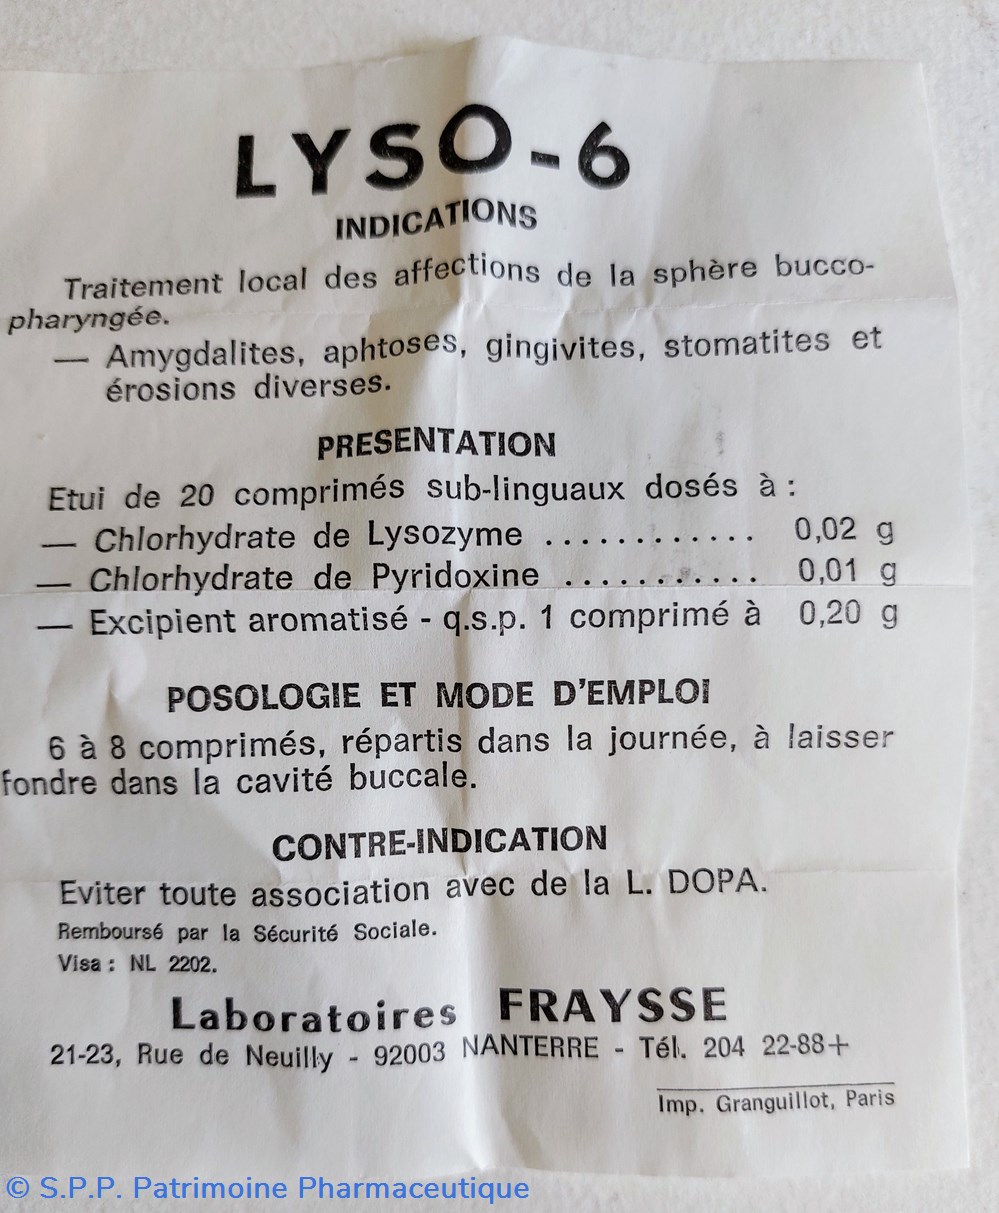 LYSO-6
INDICATIONS
Traitement local des affections de la sphère bucco-
pharyngée.
— Amygdalites, aphtoses, gingivites, stomatites et
érosions diverses.
PRESENTATION
Etui de 20 comprimés sub-linguaux dosés à :
— Chlorhydrate de Lysozyme ............ 0,02 g
— Chlorhydrate de Pyridoxine ........... 0,01 g
— Excipient aromatisé - q.s.p. 1 comprimé à 0,20 g
POSOLOGIE ET MODE D'EMPLOI
6 à 8 comprimés, répartis dans la journée, à laisser
fondre dans la cavité buccale.
CONTRE-INDICATION
Eviter toute association avec de la L. DOPA.
Remboursé par la Sécurité Sociale.
Visa : NL 2202.
Laboratoires FRAYSSE
21-23, Rue de Neuilly - 92003 NANTERRE - Tél. 204 22-88+
Imp. Granguillot, Paris
© S.P.P. Patrimoine Pharmaceutique